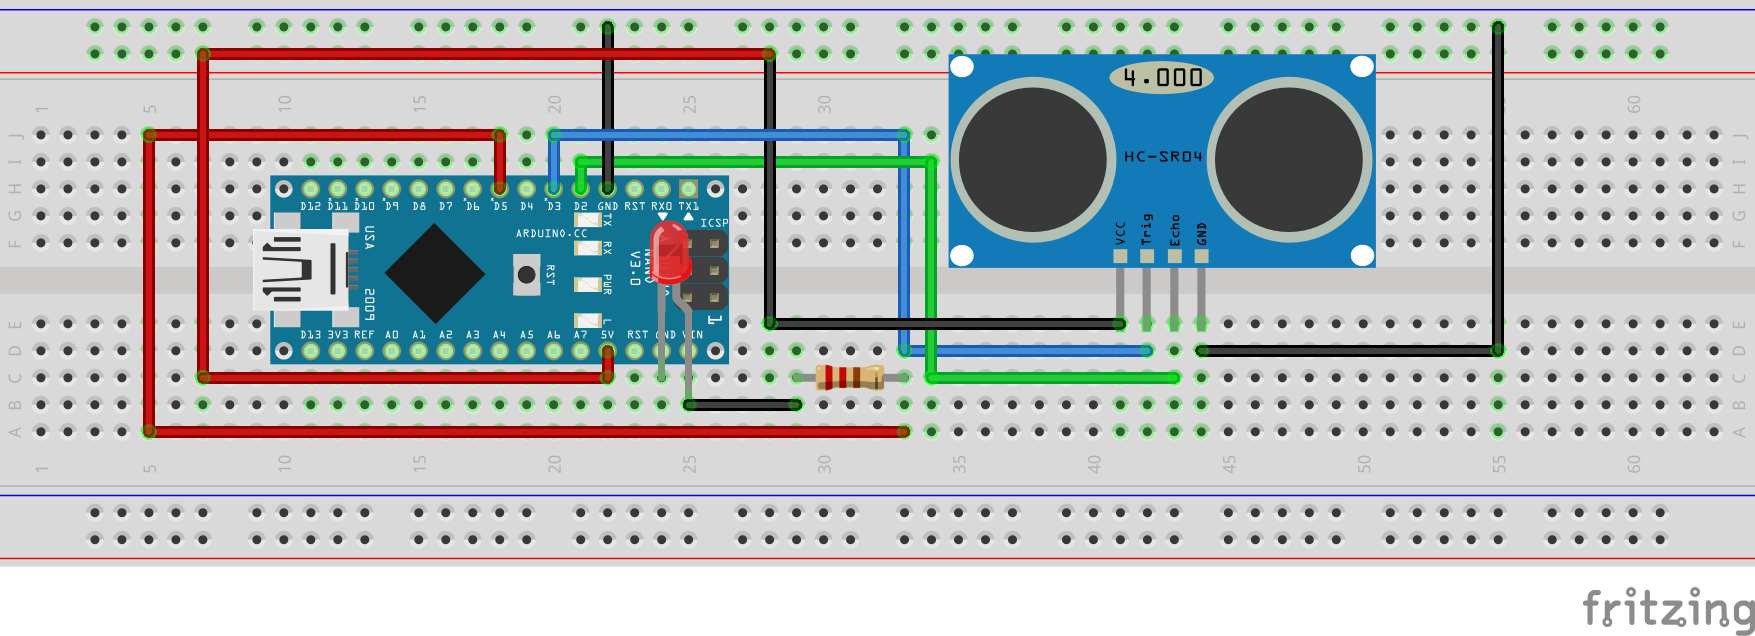 1 5 10 15 20 25 30 60
J J
I I
H H
G G
F F
D12 D11 D10 D9 D8 D7 D6 D5 D4 D3 D2 GND RST RX0 TX1
ARDUINO.CC
TX
RX
PWR
L
RST
USA
2009
V3.0
ICSP
1
D13 3V3 REF A0 A1 A2 A3 A4 A5 A6 A7 5V RST GND VIN
4.000
HC-SR04
VCC Trig Echo GND
E E
D D
C C
B B
A A
1 5 10 15 20 25 30 35 40 45 50 55 60
fritzing